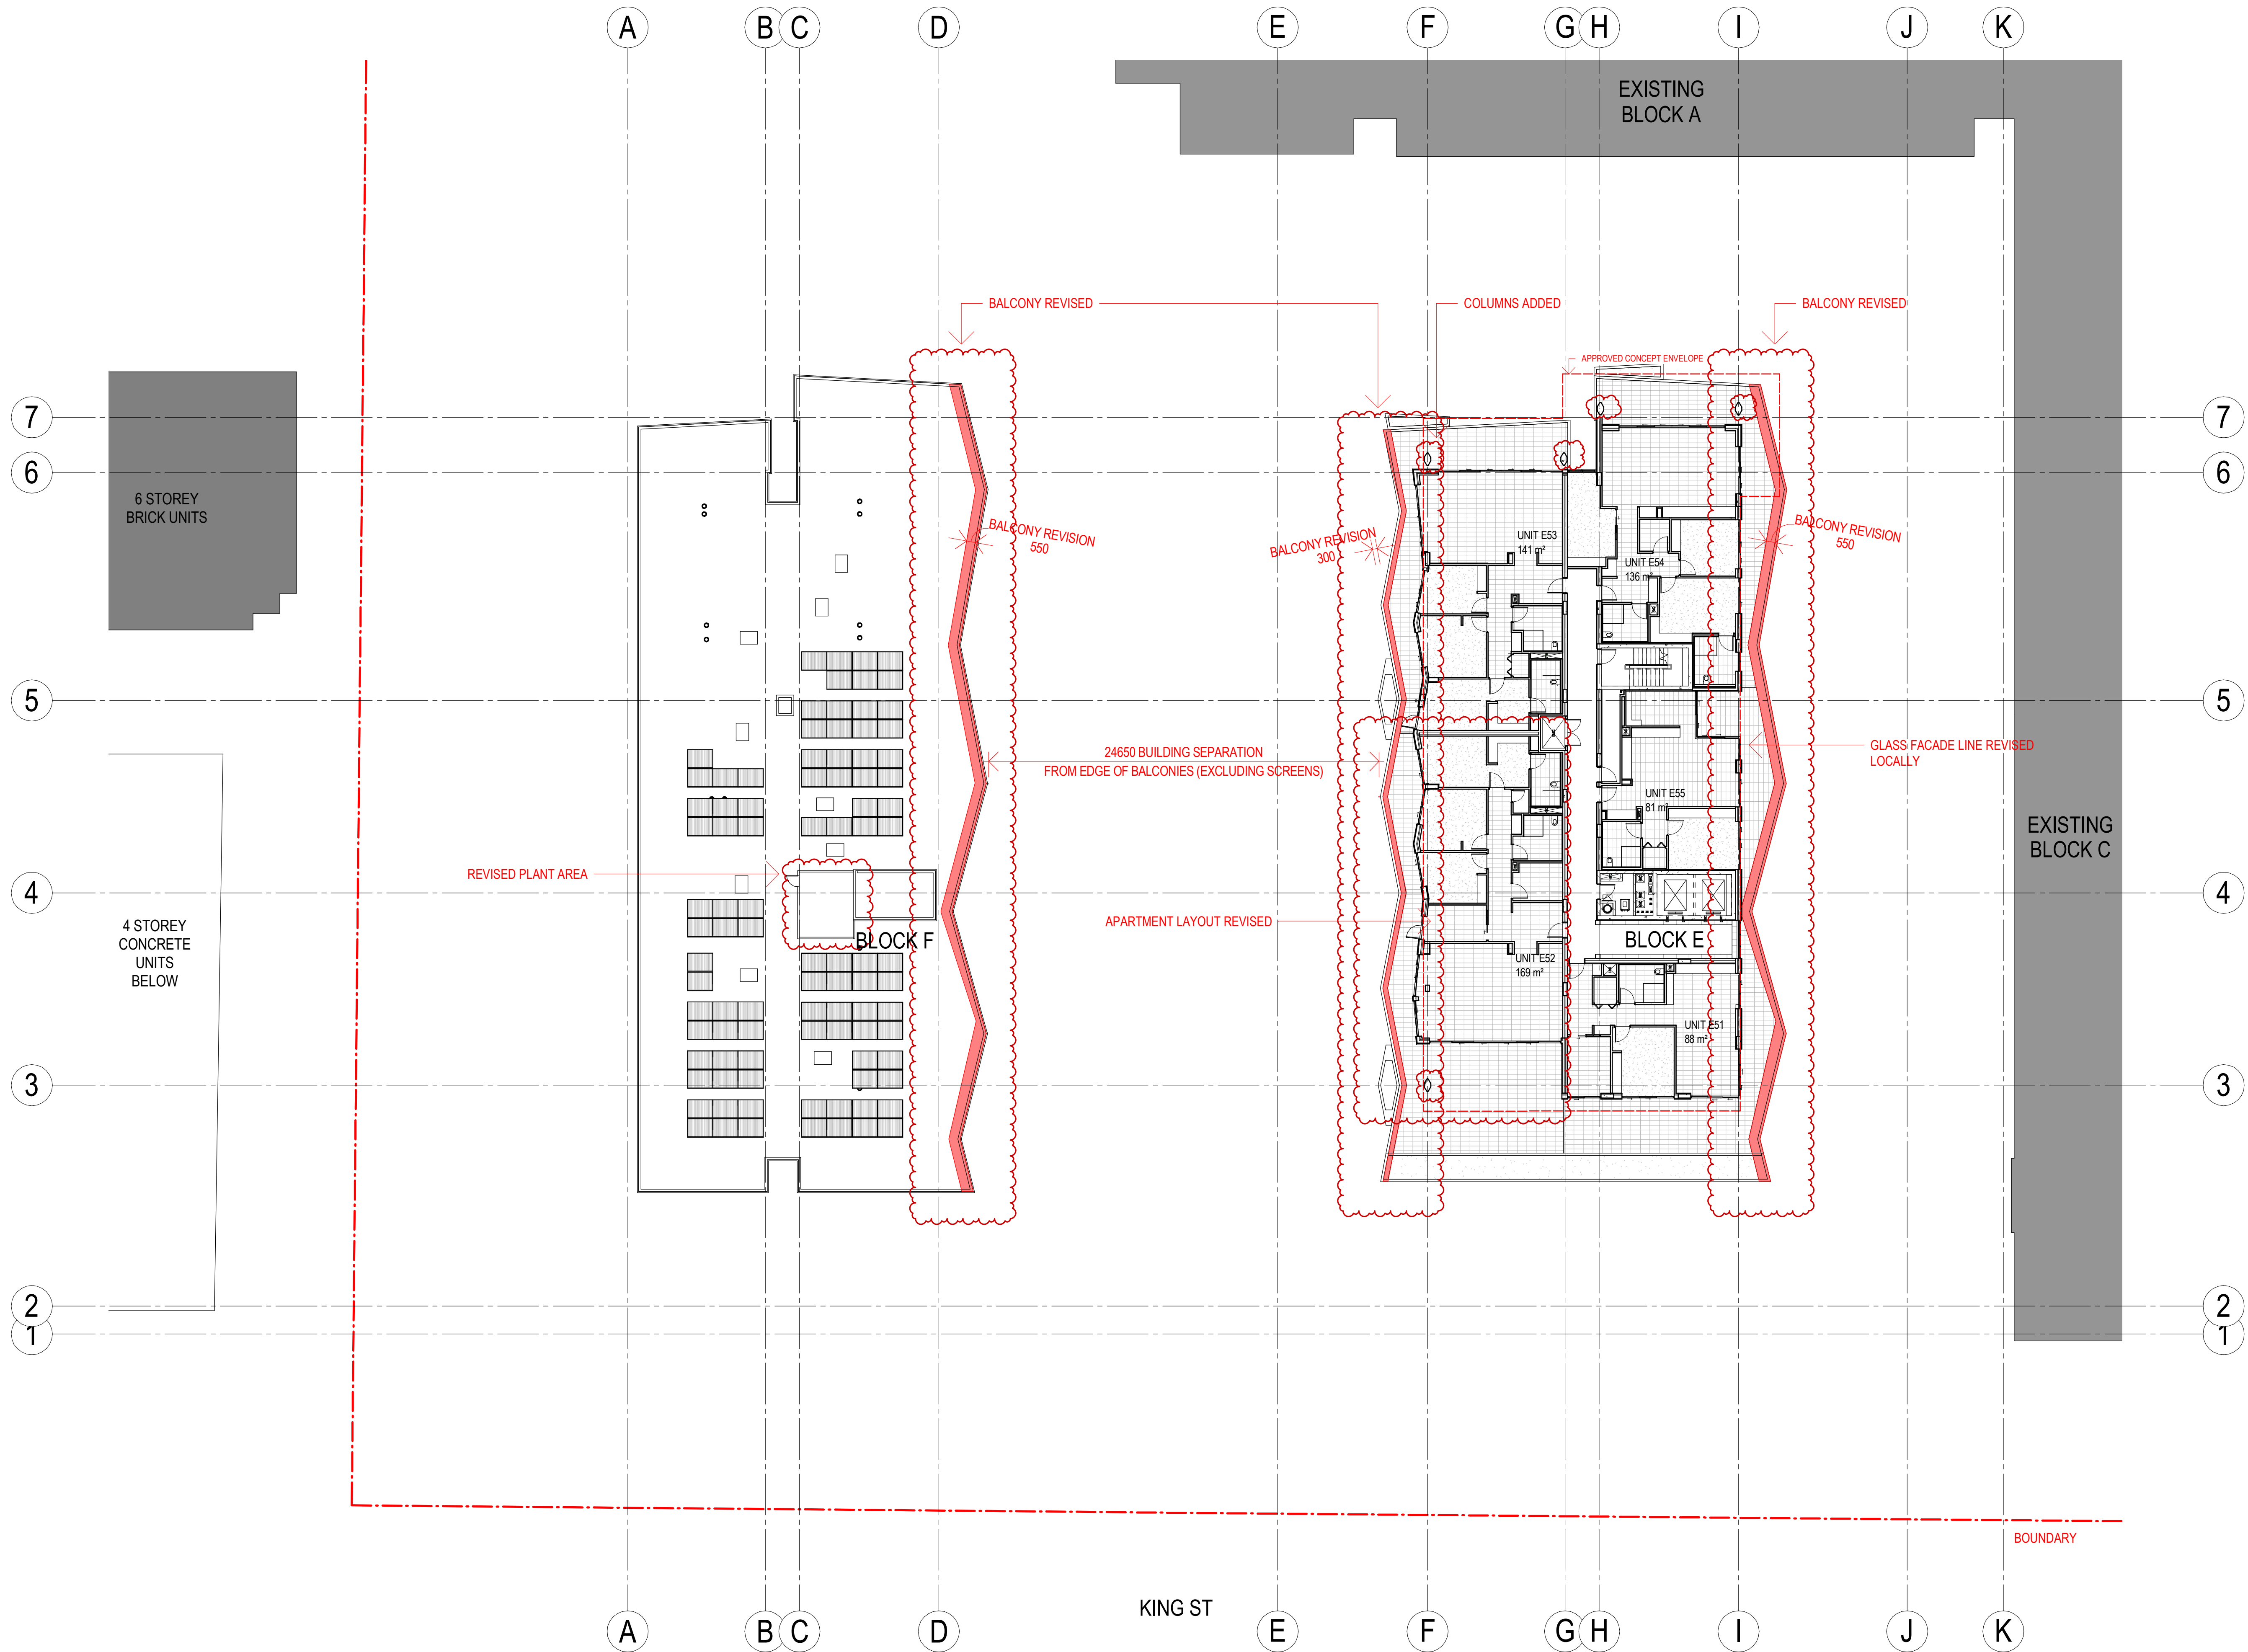 A
B
C
D
E
F
G
H
I
J
K
EXISTING
BLOCK A
BALCONY REVISED
COLUMNS ADDED
BALCONY REVISED
APPROVED CONCEPT ENVELOPE
7
7
6
6
6 STOREY
BRICK UNITS
BALCONY REVISION
550
BALCONY REVISION
300
UNIT E53
141 m²
UNIT E54
136 m²
BALCONY REVISION
550
5
5
24650 BUILDING SEPARATION
FROM EDGE OF BALCONIES (EXCLUDING SCREENS)
GLASS FACADE LINE REVISED
LOCALLY
UNIT E55
81 m²
EXISTING
BLOCK C
REVISED PLANT AREA
4
4
4 STOREY
CONCRETE
UNITS
BELOW
BLOCK F
APARTMENT LAYOUT REVISED
BLOCK E
UNIT E52
169 m²
UNIT E51
88 m²
3
3
2
2
1
1
BOUNDARY
KING ST
A
B
C
D
E
F
G
H
I
J
K